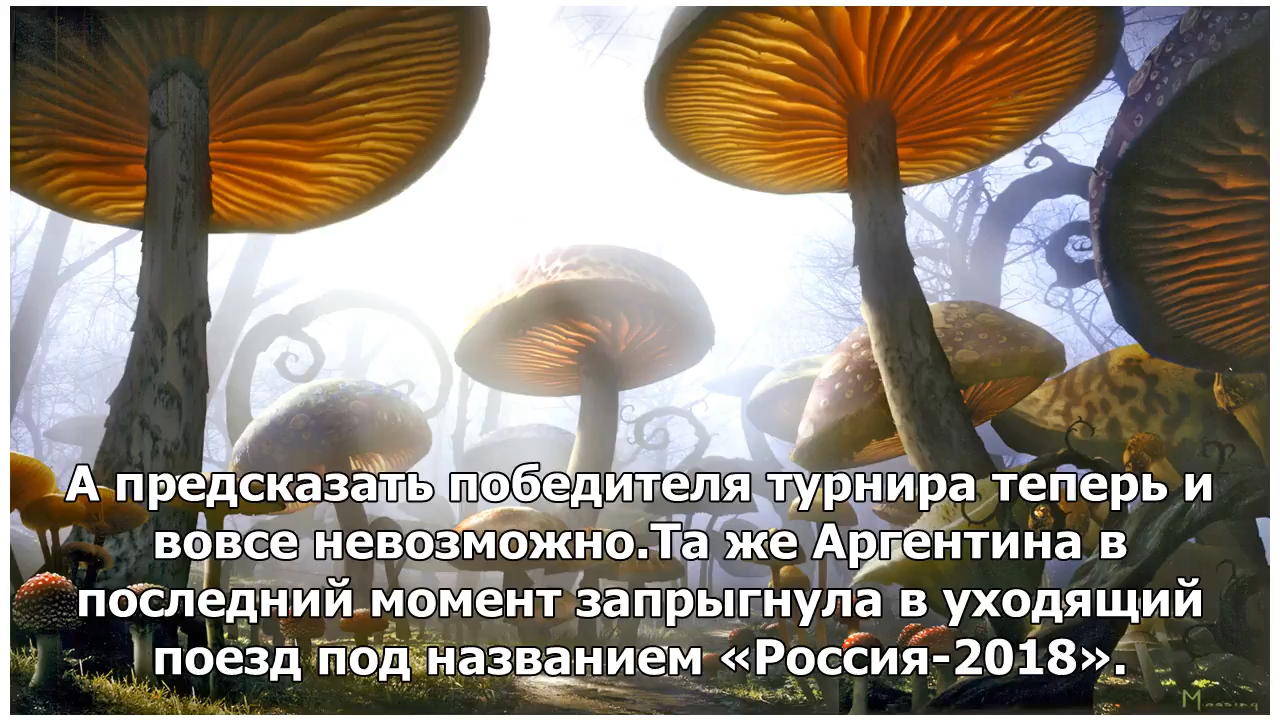 А предсказать победителя турнира теперь и
вовсе невозможно.Та же Аргентина в
последний момент запрыгнула в уходящий
поезд под названием «Россия-2018».